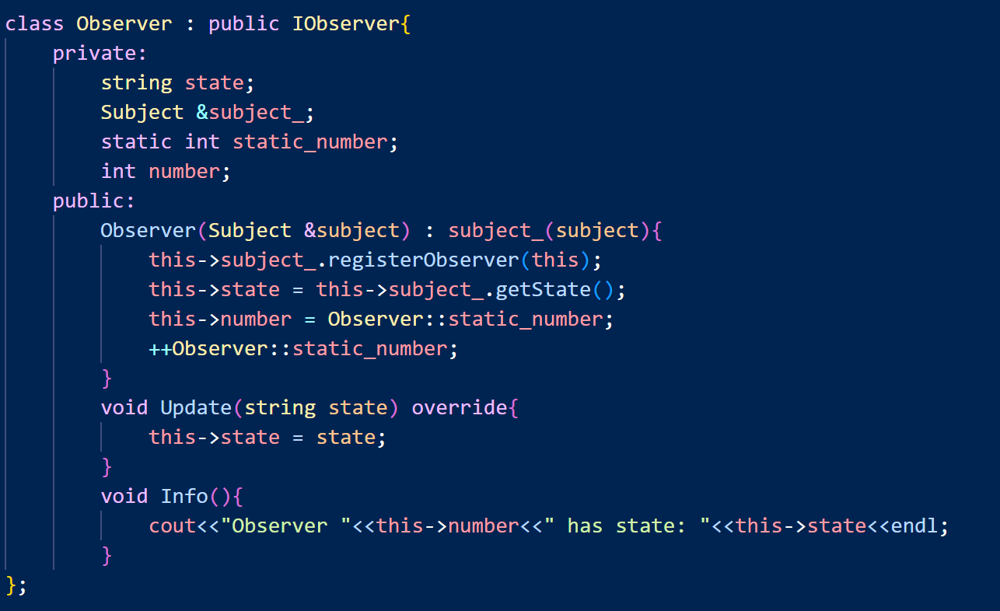 class Observer : public IObserver{
    private:
        string state;
        Subject &subject_;
        static int static_number;
        int number;
    public:
        Observer(Subject &subject) : subject_(subject){
            this->subject_.registerObserver(this);
            this->state = this->subject_.getState();
            this->number = Observer::static_number;
            ++Observer::static_number;
        }
        void Update(string state) override{
            this->state = state;
        }
        void Info(){
            cout<<"Observer "<<this->number<<" has state: "<<this->state<<endl;
        }
};